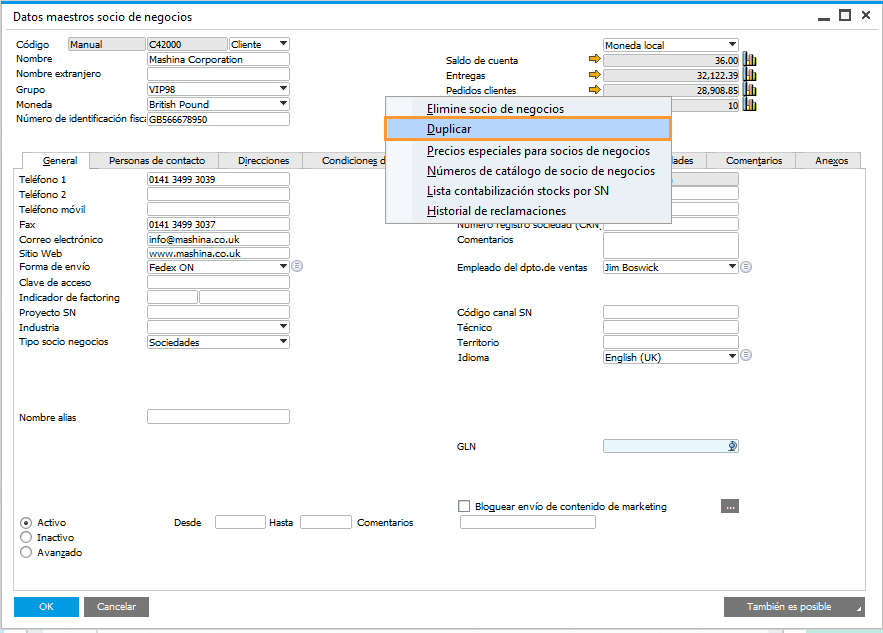 Datos maestros socio de negocios
Código Manual C42000 Cliente Moneda local
Nombre Mashina Corporation Saldo de cuenta 36.00
Nombre extranjero Entregas 32,122.39
Grupo VIP98 Pedidos clientes 28,908.85
Moneda British Pound 10
Número de identificación fisca GB566678950
Elimine socio de negocios
Duplicar
Precios especiales para socios de negocios
Números de catálogo de socio de negocios
Lista contabilización stocks por SN
Historial de reclamaciones
General Personas de contacto Direcciones Condiciones d dades Comentarios Anexos
Teléfono 1 0141 3499 3039
Teléfono 2
Teléfono móvil
Fax 0141 3499 3037 Número registro sociedad (CRN)
Correo electrónico info@mashina.co.uk Comentarios
Sitio Web www.mashina.co.uk
Forma de envío Fedex ON Empleado del dpto.de ventas Jim Boswick
Clave de acceso
Indicador de factoring
Proyecto SN Código canal SN
Industria Técnico
Tipo socio negocios Sociedades Territorio
Idioma English (UK)
Nombre alias
GLN
Bloquear envío de contenido de marketing ...
Activo Desde Hasta Comentarios
Inactivo
Avanzado
OK Cancelar También es posible